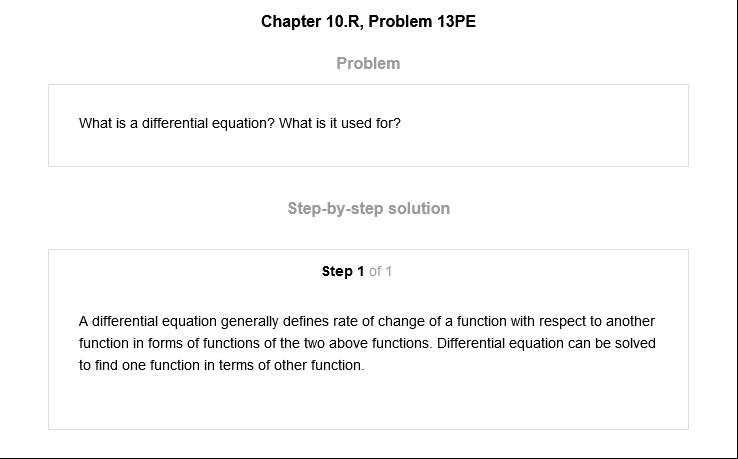 Chapter 10.R, Problem 13PE
Problem
What is a differential equation? What is it used for?
Step-by-step solution
Step 1 of 1
A differential equation generally defines rate of change of a function with respect to another
function in forms of functions of the two above functions. Differential equation can be solved
to find one function in terms of other function.